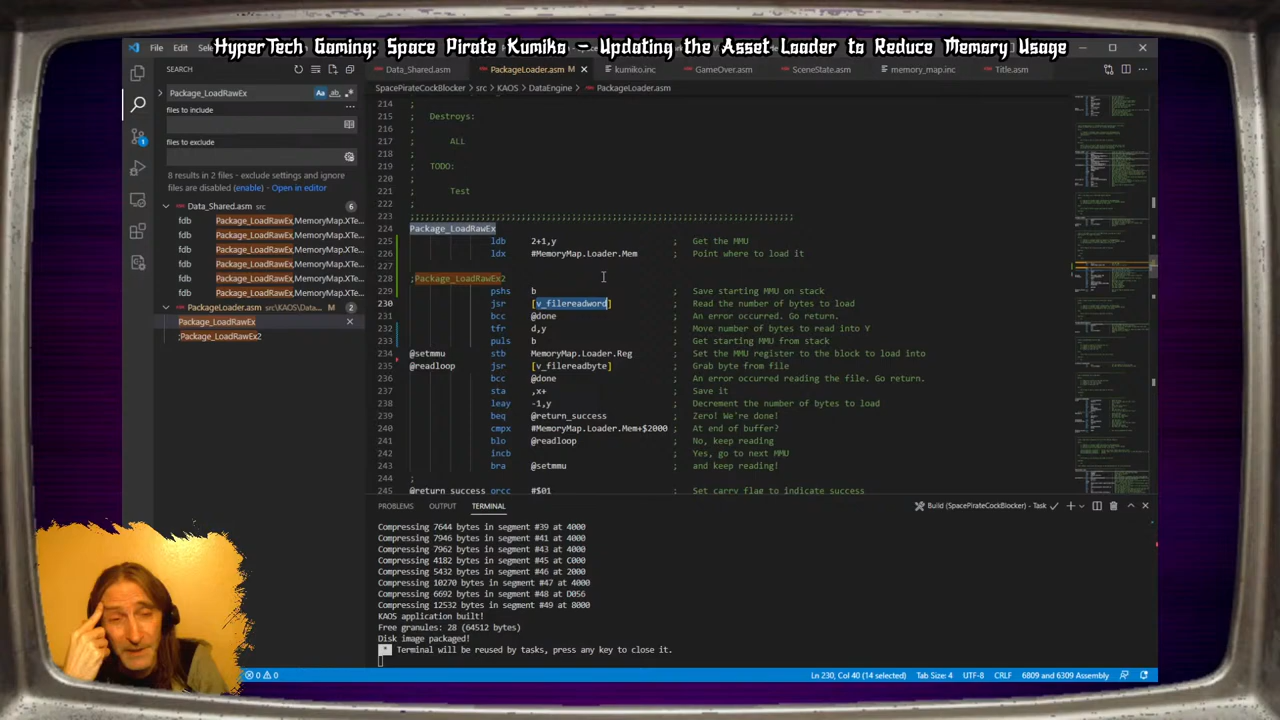 HyperTech Gaming: Space Pirate Kumiko – Updating the Asset Loader to Reduce Memory Usage
File Edit Sel
SEARCH
Data_Shared.asm PackageLoader.asm M kumiko.inc GameOver.asm SceneState.asm memory_map.inc Title.asm
SpacePirateCockBlocker > src > KAOS > DataEngine > PackageLoader.asm
Package_LoadRawEx Aa
files to include
files to exclude
8 results in 2 files - exclude settings and ignore
files are disabled (enable) - Open in editor
Data_Shared.asm src 6
fdb Package_LoadRawEx,MemoryMap.XTe...
fdb Package_LoadRawEx,MemoryMap.XTe...
fdb Package_LoadRawEx,MemoryMap.XTe...
fdb Package_LoadRawEx,MemoryMap.XTe...
fdb Package_LoadRawEx,MemoryMap.XTe...
fdb Package_LoadRawEx,MemoryMap.XTe...
PackageLoader.asm src\KAOS\DataEngi... 2
Package_LoadRawEx
;Package_LoadRawEx2
214 ;
215 ; Destroys:
216 ;
217 ; ALL
218 ;
219 ; TODO:
220 ;
221 ; Test
222 ;
223 ;;;;;;;;;;;;;;;;;;;;;;;;;;;;;;;;;;;;;;;;;;;;;;;;;;;;;;;;;;;;;;;;
224 Package_LoadRawEx
225 ldb 2+1,y ; Get the MMU
226 ldx #MemoryMap.Loader.Mem ; Point where to load it
227
228 ;Package_LoadRawEx2
229 pshs b ; Save starting MMU on stack
230 jsr [v_filereadword] ; Read the number of bytes to load
231 bcc @done ; An error occurred. Go return.
232 tfr d,y ; Move number of bytes to read into Y
233 puls b ; Get starting MMU from stack
234 @setmmu stb MemoryMap.Loader.Reg ; Set the MMU register to the block to load into
235 @readloop jsr [v_filereadbyte] ; Grab byte from file
236 bcc @done ; An error occurred reading the file. Go return.
237 sta ,x+ ; Save it
238 leay -1,y ; Decrement the number of bytes to load
239 beq @return_success ; Zero! We're done!
240 cmpx #MemoryMap.Loader.Mem+$2000 ; At end of buffer?
241 blo @readloop ; No, keep reading
242 incb ; Yes, go to next MMU
243 bra @setmmu ; and keep reading!
244 ;
245 @return_success orcc #$01 ; Set carry flag to indicate success
PROBLEMS OUTPUT TERMINAL Build (SpacePirateCockBlocker) - Task
Compressing 7644 bytes in segment #39 at 4000
Compressing 7946 bytes in segment #41 at 4000
Compressing 7962 bytes in segment #43 at 4000
Compressing 4182 bytes in segment #45 at C000
Compressing 5432 bytes in segment #46 at 2000
Compressing 10270 bytes in segment #47 at 4000
Compressing 6692 bytes in segment #48 at D056
Compressing 12532 bytes in segment #49 at 8000
KAOS application built!
Free granules: 28 (64512 bytes)
Disk image packaged!
* Terminal will be reused by tasks, press any key to close it.
0 0 Ln 230, Col 40 (14 selected) Tab Size: 4 UTF-8 CRLF 6809 and 6309 Assembly